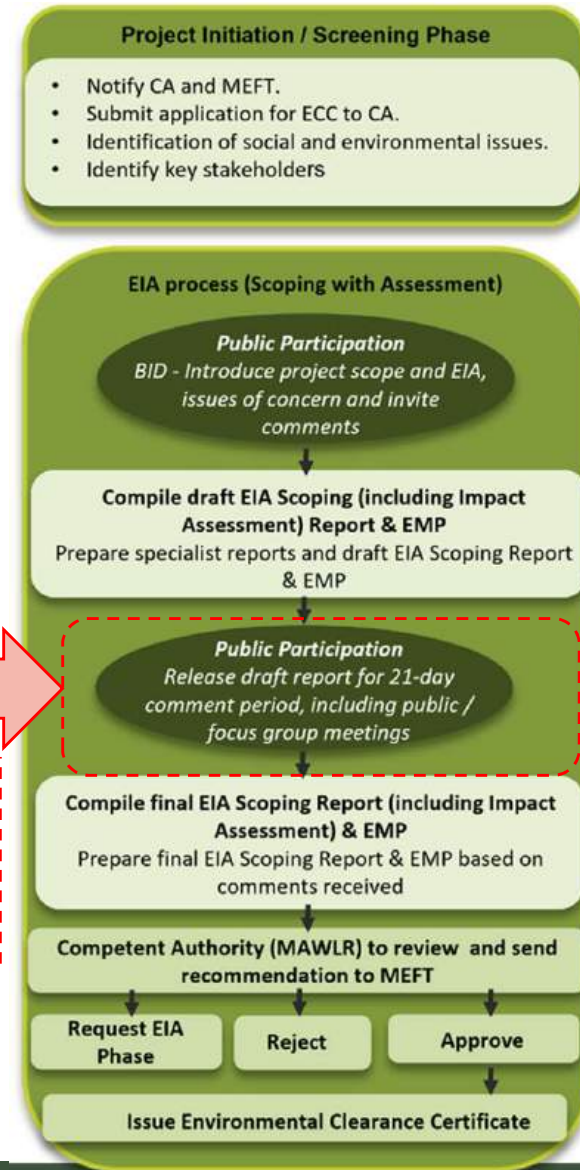 Project Initiation / Screening Phase
• Notify CA and MEFT.
• Submit application for ECC to CA.
• Identification of social and environmental issues.
• Identify key stakeholders
EIA process (Scoping with Assessment)
Public Participation
BID - Introduce project scope and EIA,
issues of concern and invite
comments
Compile draft EIA Scoping (including Impact
Assessment) Report & EMP
Prepare specialist reports and draft EIA Scoping Report
& EMP
Public Participation
Release draft report for 21-day
comment period, including public /
focus group meetings
Compile final EIA Scoping Report (including Impact
Assessment) & EMP
Prepare final EIA Scoping Report & EMP based on
comments received
Competent Authority (MAWLR) to review and send
recommendation to MEFT
Request EIA
Phase
Reject
Approve
Issue Environmental Clearance Certificate